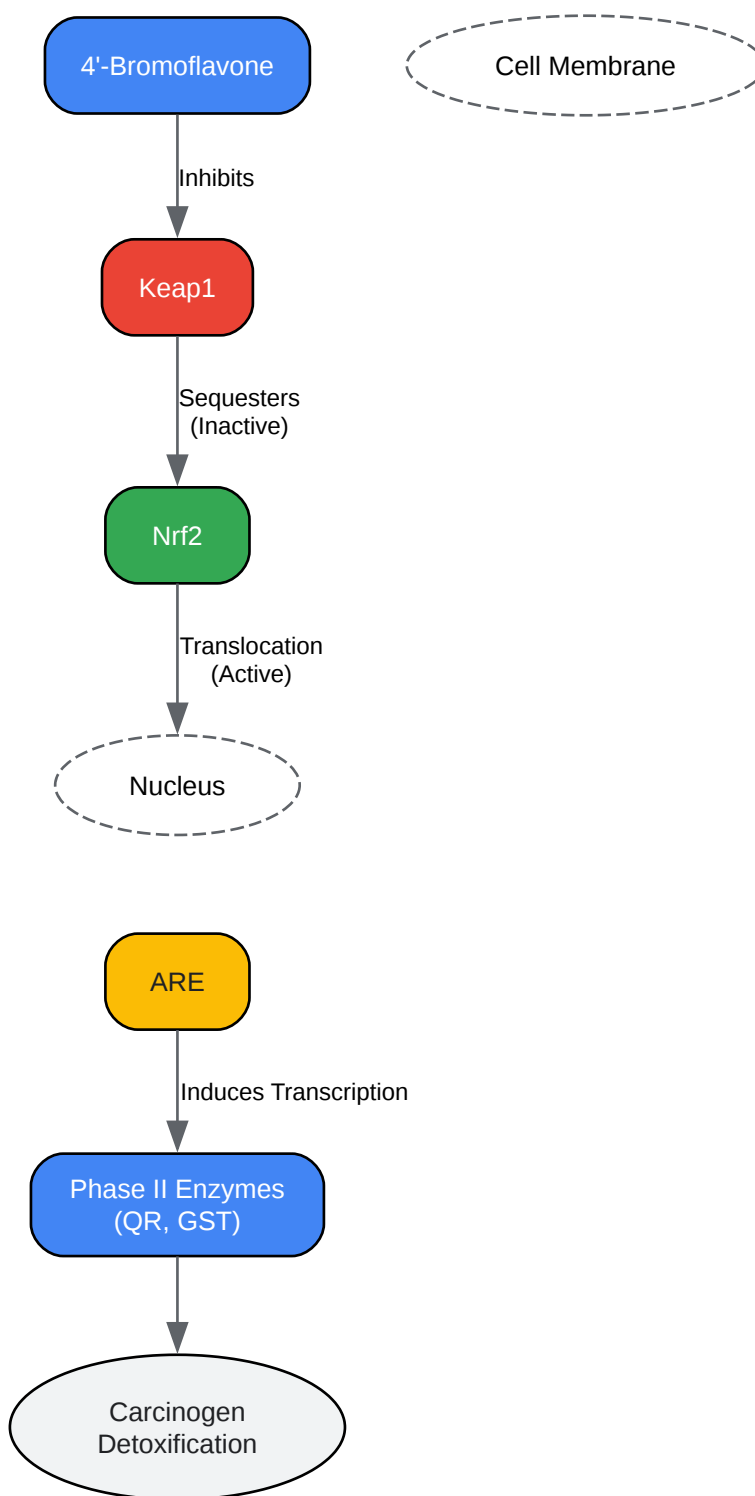 4'-Bromoflavone
Cell Membrane
Inhibits
Keap1
Sequesters
(Inactive)
Nrf2
Translocation
(Active)
Nucleus
ARE
Induces Transcription
Phase II Enzymes
(QR, GST)
Carcinogen
Detoxification